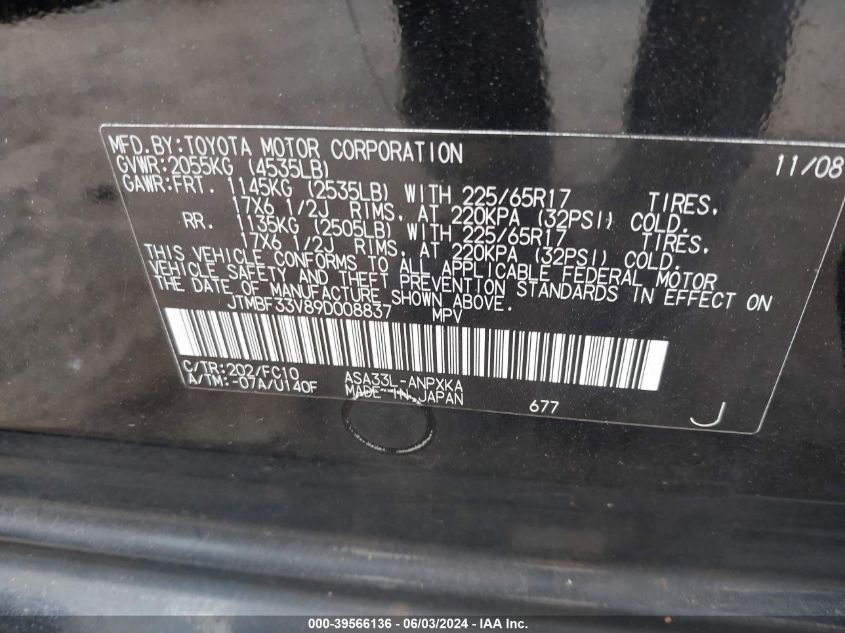 MFD.BY:TOYOTA MOTOR CORPORATION 11/08
GVWR:2055KG (4535LB)
GAWR:FRT. 1145KG (2535LB) WITH 225/65R17 TIRES,
17X6 1/2J RIMS, AT 220KPA (32PSI) COLD.
RR. 1135KG (2505LB) WITH 225/65R17 TIRES,
17X6 1/2J RIMS, AT 220KPA (32PSI) COLD.
THIS VEHICLE CONFORMS TO ALL APPLICABLE FEDERAL MOTOR
VEHICLE SAFETY AND THEFT PREVENTION STANDARDS IN EFFECT ON
THE DATE OF MANUFACTURE SHOWN ABOVE.
JTMBF33V89D008837 MPV
C/TR:202/FC10 ASA33L-ANPXKA
A/TM:-07A/U140F MADE IN JAPAN
677 J
000-39566136 - 06/03/2024 - IAA Inc.